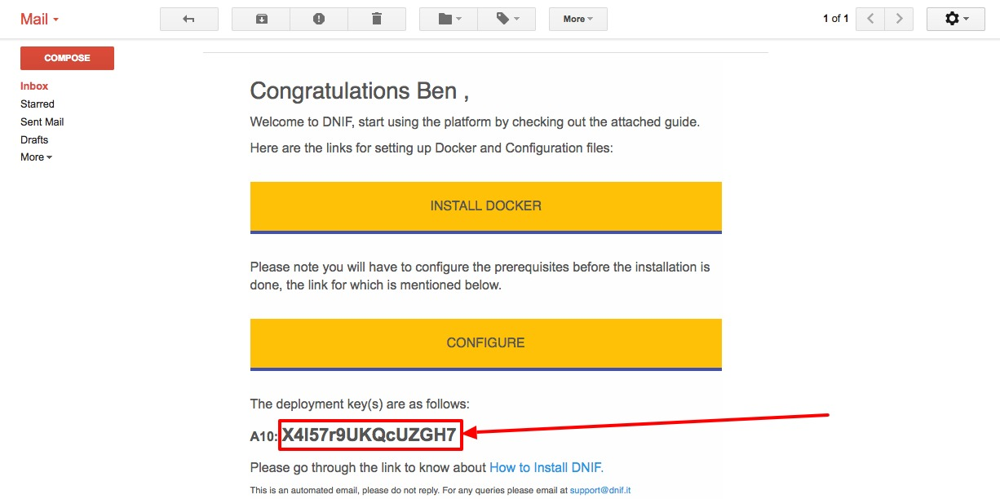 Mail
More
1 of 1
COMPOSE
Inbox
Starred
Sent Mail
Drafts
More
Congratulations Ben ,
Welcome to DNIF, start using the platform by checking out the attached guide.
Here are the links for setting up Docker and Configuration files:
INSTALL DOCKER
Please note you will have to configure the prerequisites before the installation is
done, the link for which is mentioned below.
CONFIGURE
The deployment key(s) are as follows:
A10: X4I57r9UKQcUZGH7
Please go through the link to know about How to Install DNIF.
This is an automated email, please do not reply. For any queries please email at support@dnif.it